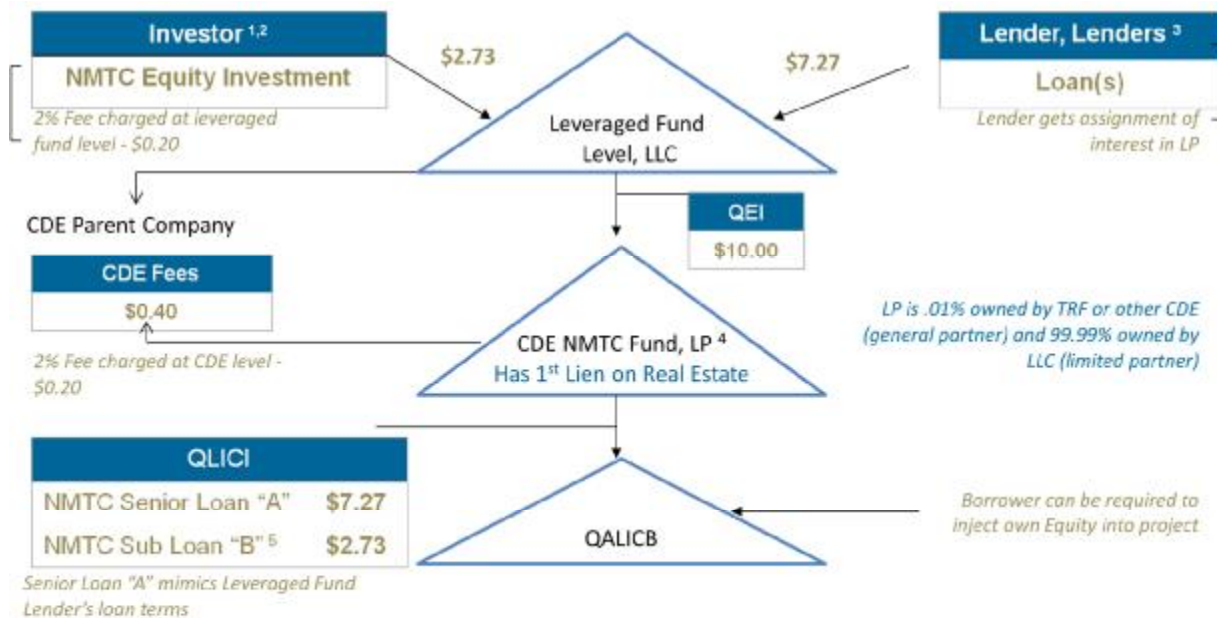 Investor 1,2
NMTC Equity Investment
2% Fee charged at leveraged
fund level - $0.20
$2.73
$7.27
Lender, Lenders 3
Loan(s)
Lender gets assignment of
interest in LP
Leveraged Fund
Level, LLC
CDE Parent Company
CDE Fees
$0.40
2% Fee charged at CDE level -
$0.20
QEI
$10.00
CDE NMTC Fund, LP 4
Has 1st Lien on Real Estate
LP is .01% owned by TRF or other CDE
(general partner) and 99.99% owned by
LLC (limited partner)
QLICI
NMTC Senior Loan "A" $7.27
NMTC Sub Loan "B" 5 $2.73
Senior Loan "A" mimics Leveraged Fund
Lender's loan terms
QALICB
Borrower can be required to
inject own Equity into project